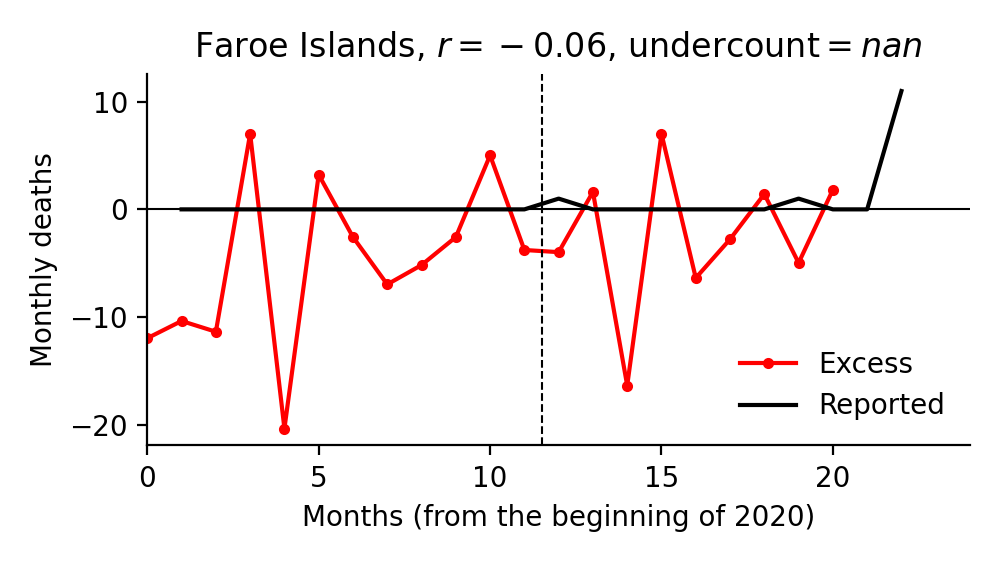 Faroe Islands, r = − 0.06, undercount = nan
Monthly deaths
10
0
−10
−20
Excess
Reported
0 5 10 15 20
Months (from the beginning of 2020)